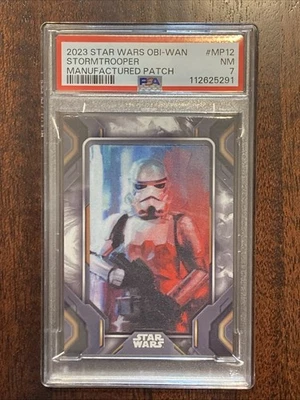 2023 STAR WARS OBI-WAN #MP12
STORMTROOPER NM
MANUFACTURED PATCH 7
PSA 112625291
STAR
WARS